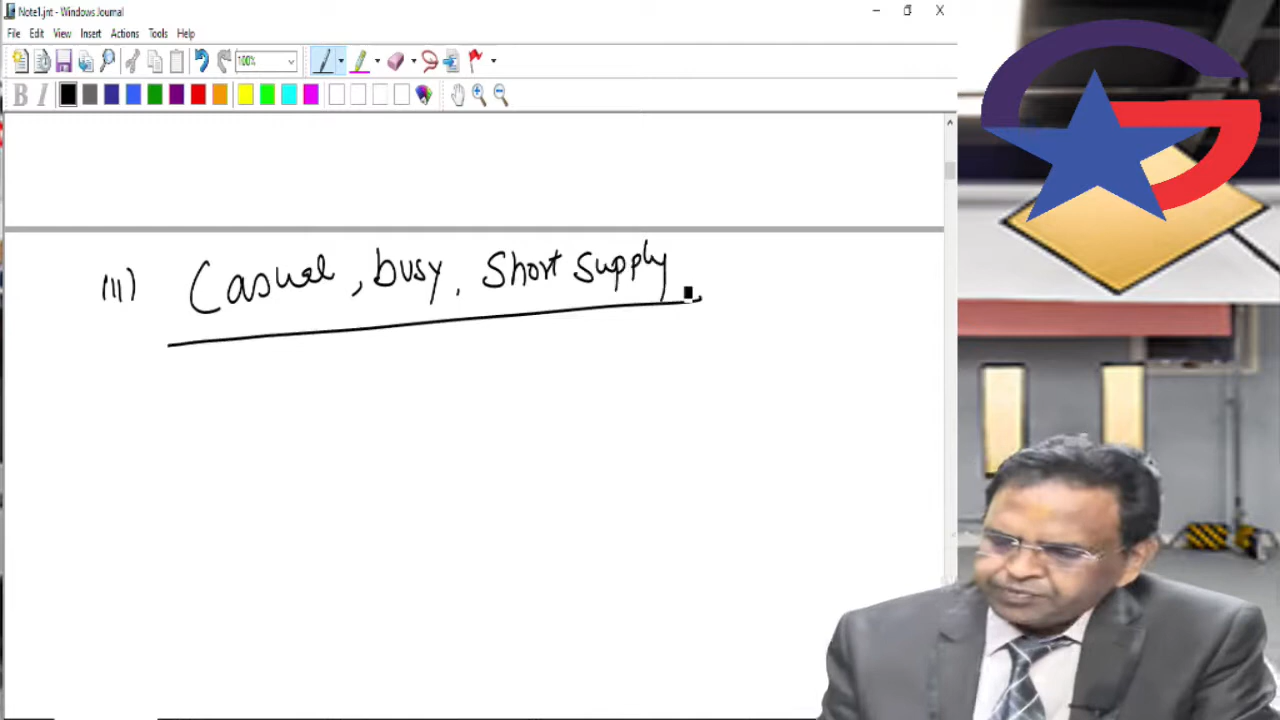 Note1.jnt - Windows Journal
File Edit View Insert Actions Tools Help
100%
B I
III) Casual, busy, Short supply.